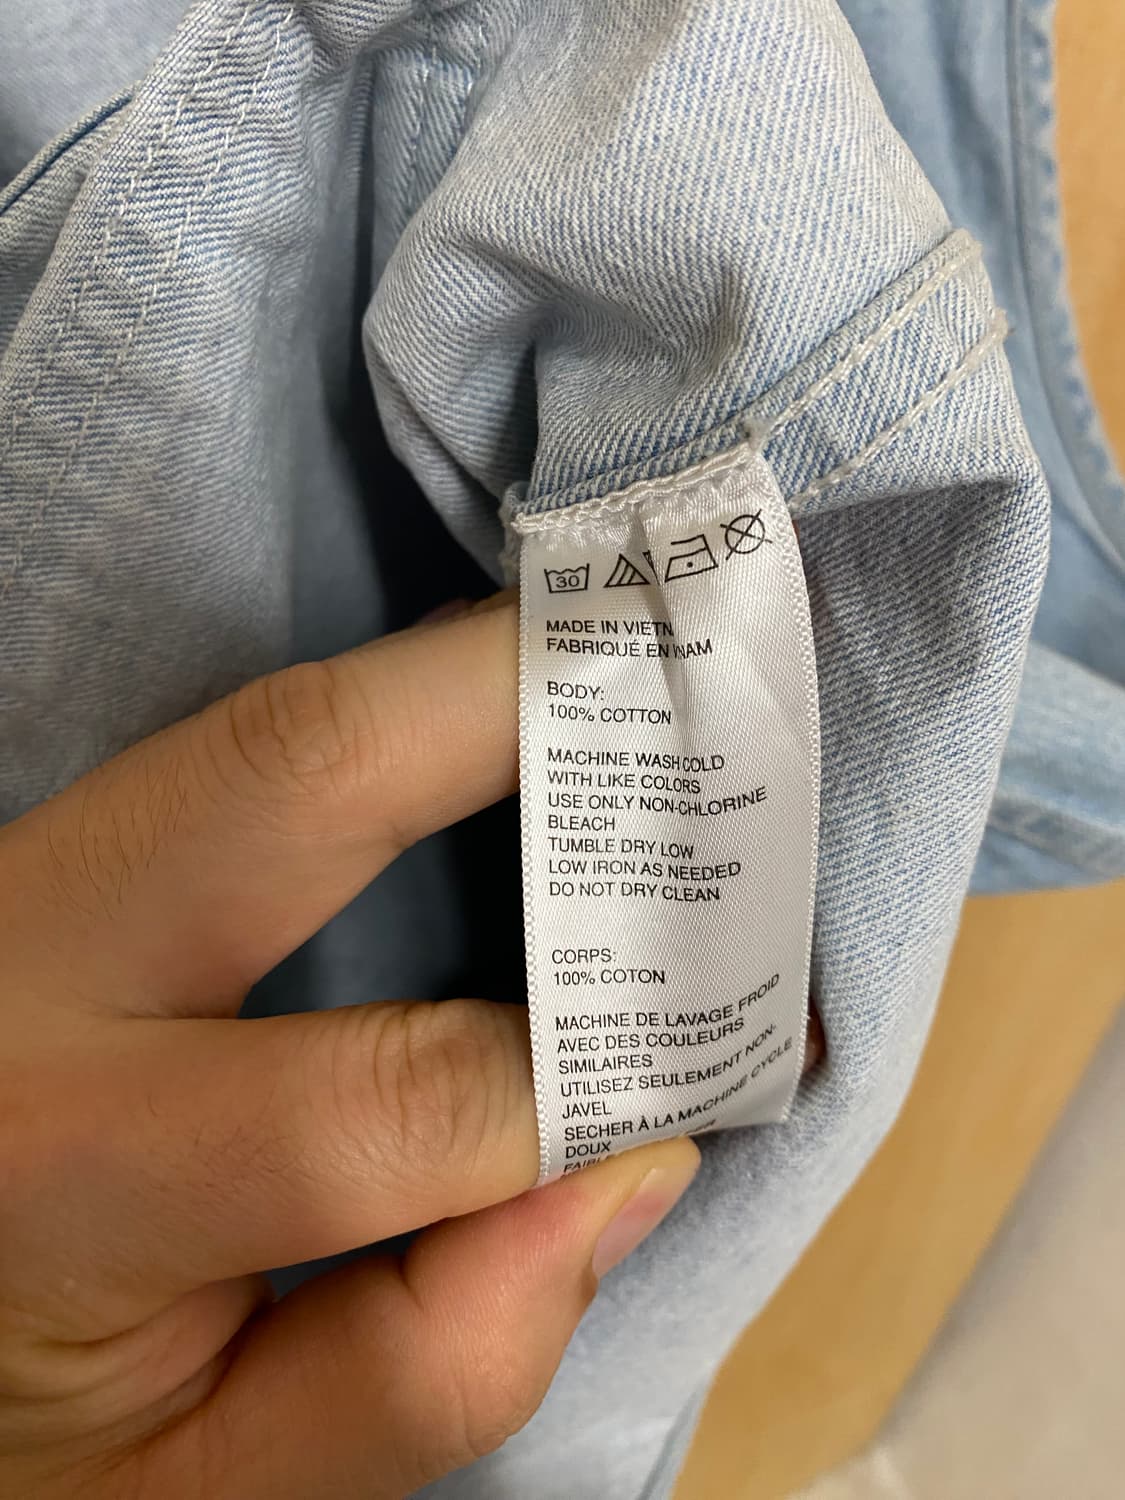 30
MADE IN VIETN
FABRIQUÉ EN NAM
BODY:
100% COTTON
MACHINE WASH COLD
WITH LIKE COLORS
USE ONLY NON-CHLORINE
BLEACH
TUMBLE DRY LOW
LOW IRON AS NEEDED
DO NOT DRY CLEAN
CORPS:
100% COTON
MACHINE DE LAVAGE FROID
AVEC DES COULEURS
SIMILAIRES
UTILISEZ SEULEMENT NON-
JAVEL
SECHER À LA MACHINE CYCLE
DOUX